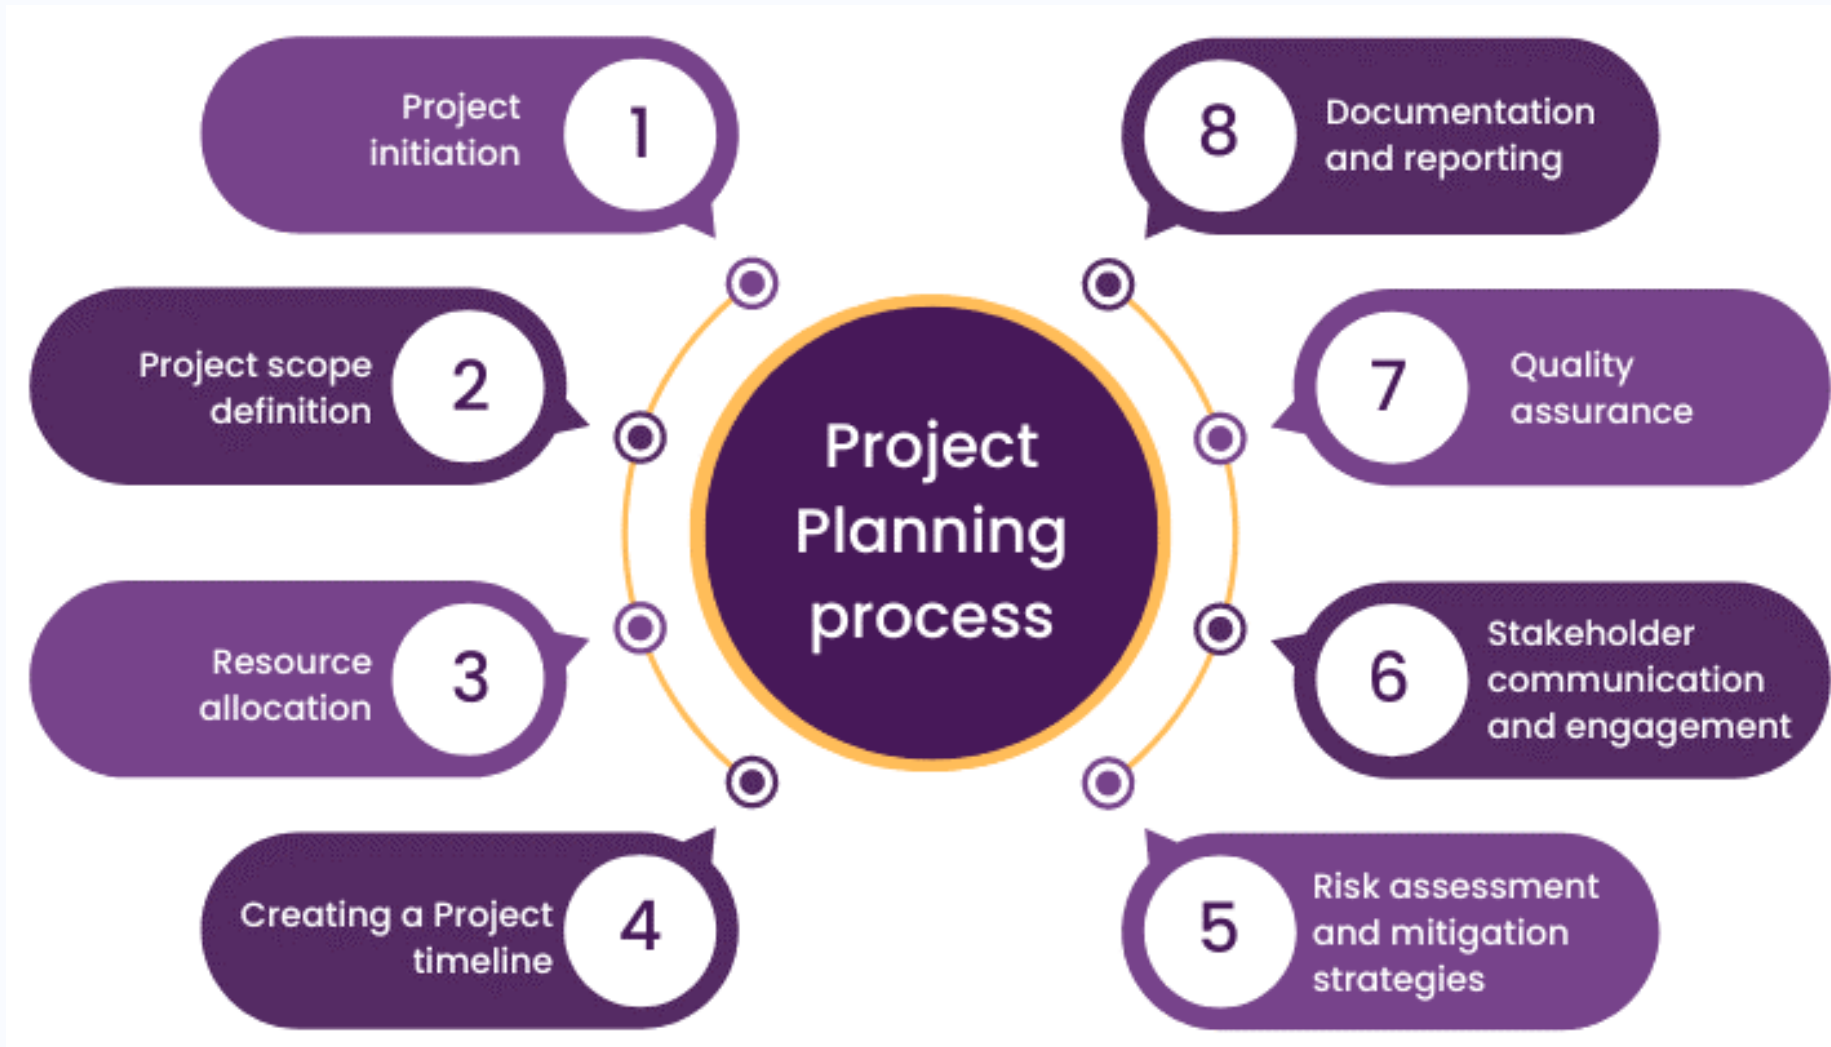 Project
Planning
process
1
Project
initiation
2
Project scope
definition
3
Resource
allocation
4
Creating a Project
timeline
5
Risk assessment
and mitigation
strategies
6
Stakeholder
communication
and engagement
7
Quality
assurance
8
Documentation
and reporting